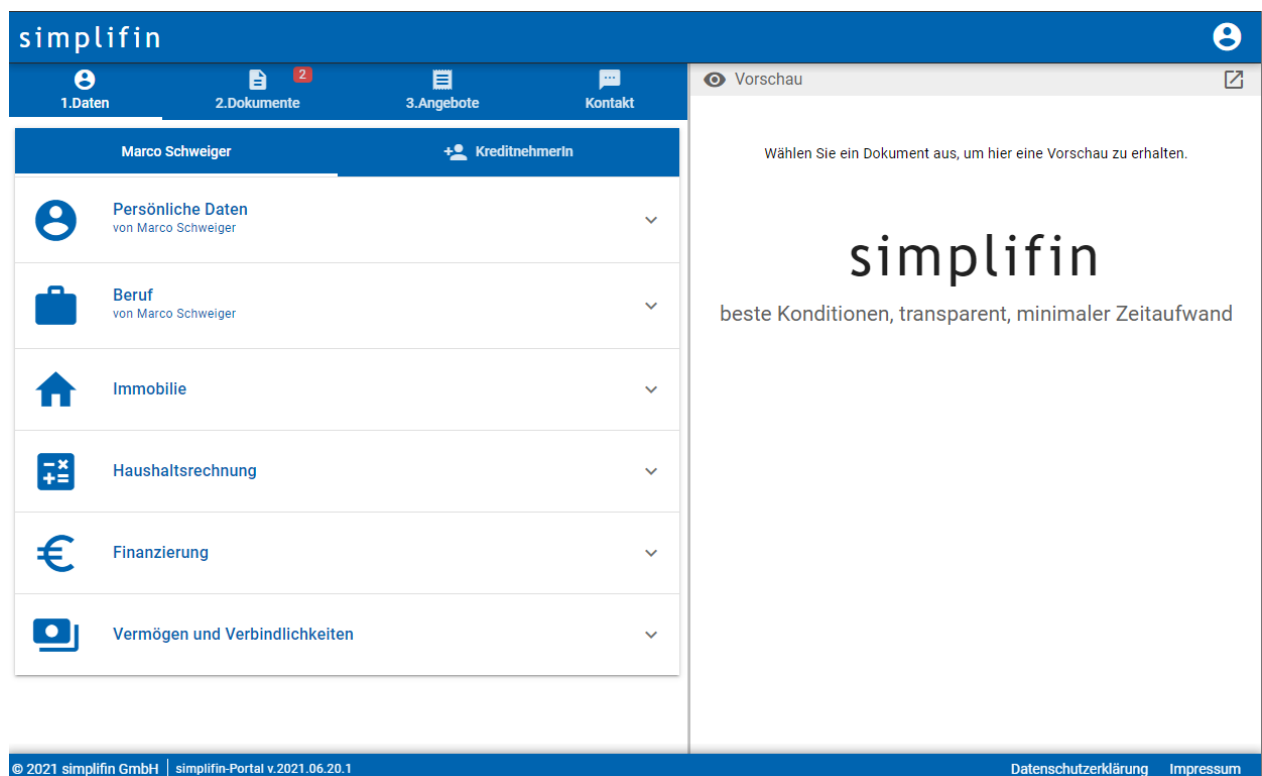 simplifin
1.Daten
2
2.Dokumente
3.Angebote
Kontakt
Marco Schweiger
KreditnehmerIn
Persönliche Daten
von Marco Schweiger
Beruf
von Marco Schweiger
Immobilie
Haushaltsrechnung
Finanzierung
Vermögen und Verbindlichkeiten
Vorschau
Wählen Sie ein Dokument aus, um hier eine Vorschau zu erhalten.
simplifin
beste Konditionen, transparent, minimaler Zeitaufwand
© 2021 simplifin GmbH | simplifin-Portal v.2021.06.20.1
Datenschutzerklärung Impressum